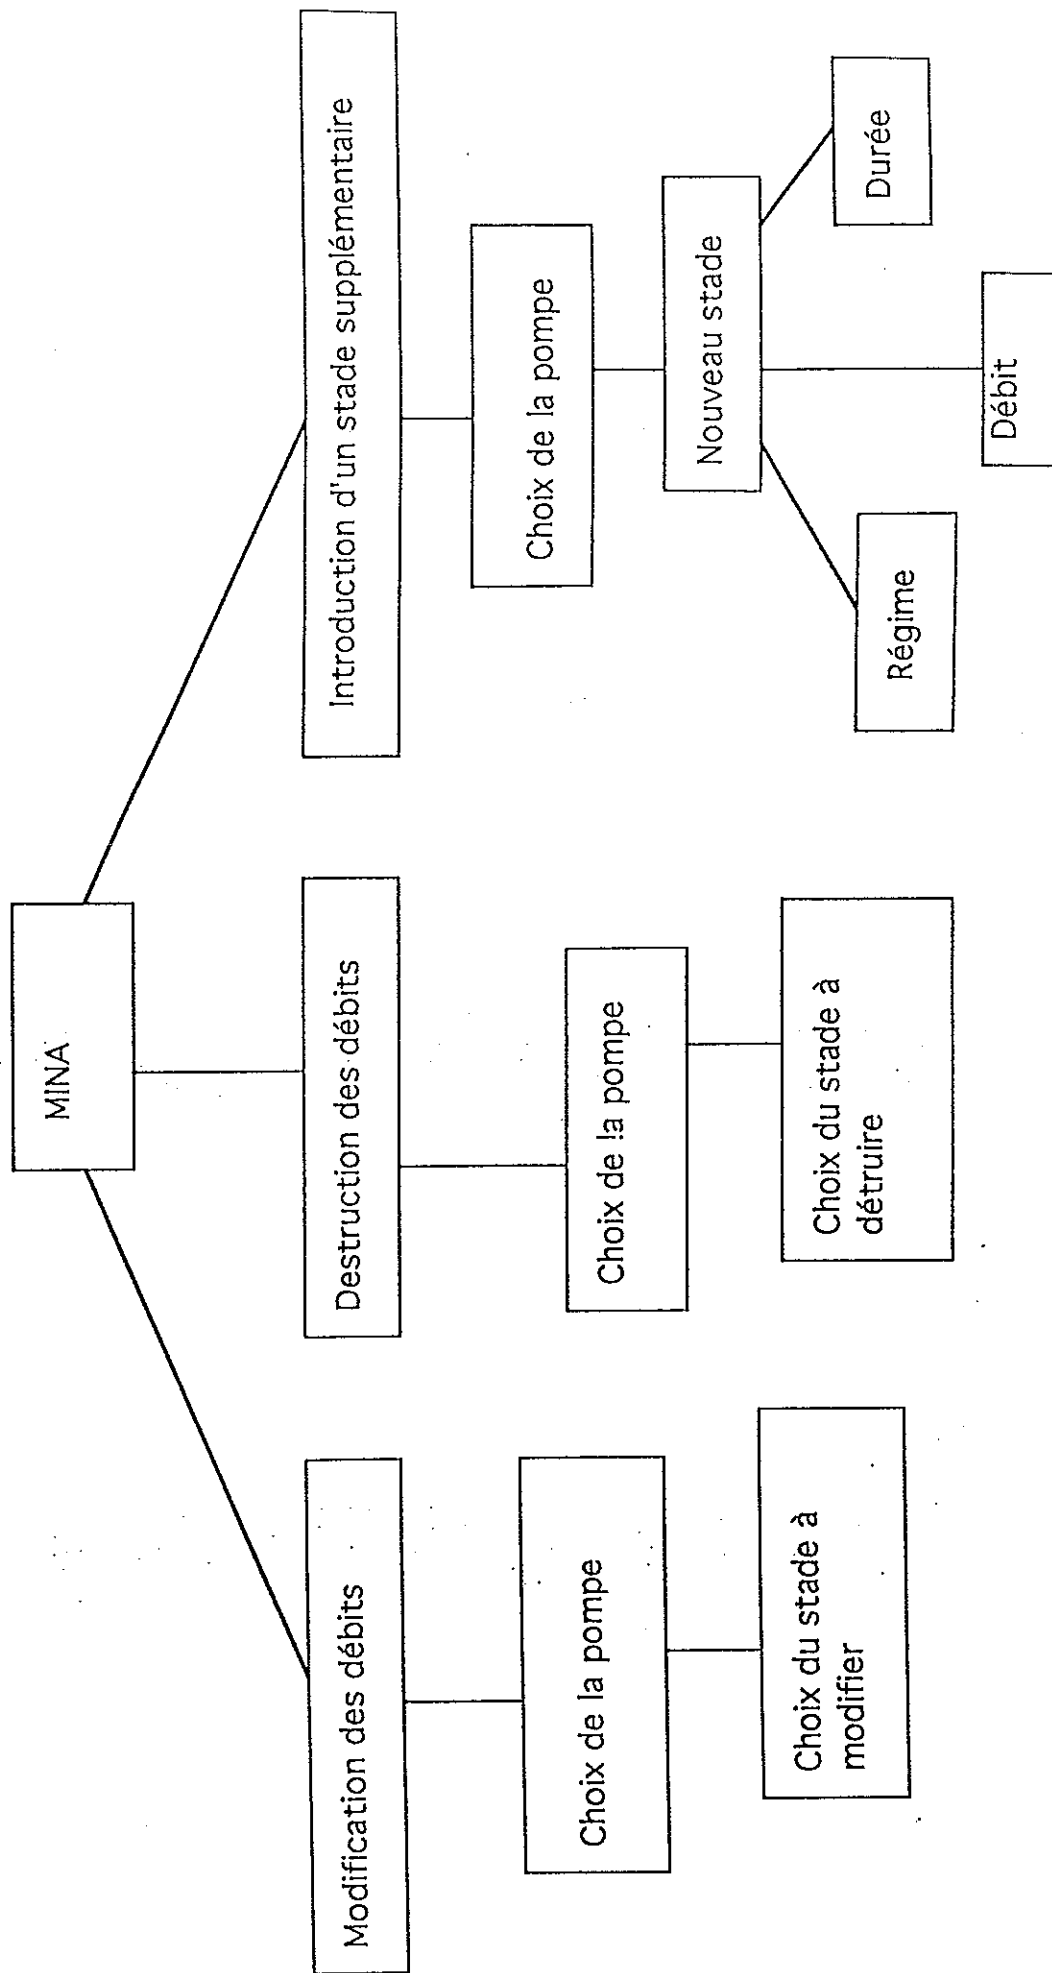 MINA
Modification des débits
Destruction des débits
Introduction d'un stade supplémentaire
Choix de la pompe
Choix de la pompe
Choix de la pompe
Choix du stade à
modifier
Choix du stade à
détruire
Nouveau stade
Régime
Débit
Durée